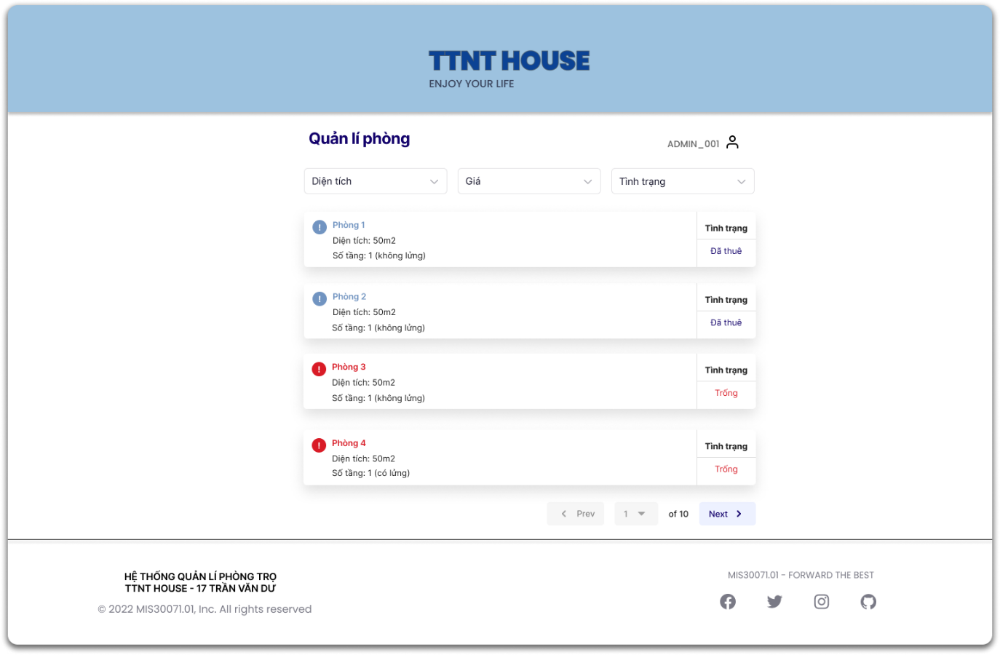 TTNT HOUSE
ENJOY YOUR LIFE
Quản lí phòng
ADMIN_001
Diện tích
Giá
Tình trạng
Phòng 1
Diện tích: 50m2
Số tầng: 1 (không lửng)
Tình trạng
Đã thuê
Phòng 2
Diện tích: 50m2
Số tầng: 1 (không lửng)
Tình trạng
Đã thuê
Phòng 3
Diện tích: 50m2
Số tầng: 1 (không lửng)
Tình trạng
Trống
Phòng 4
Diện tích: 50m2
Số tầng: 1 (có lửng)
Tình trạng
Trống
Prev
1
of 10
Next
HỆ THỐNG QUẢN LÍ PHÒNG TRỌ
TTNT HOUSE - 17 TRẦN VĂN DƯ
© 2022 MIS30071.01, Inc. All rights reserved
MIS30071.01 – FORWARD THE BEST